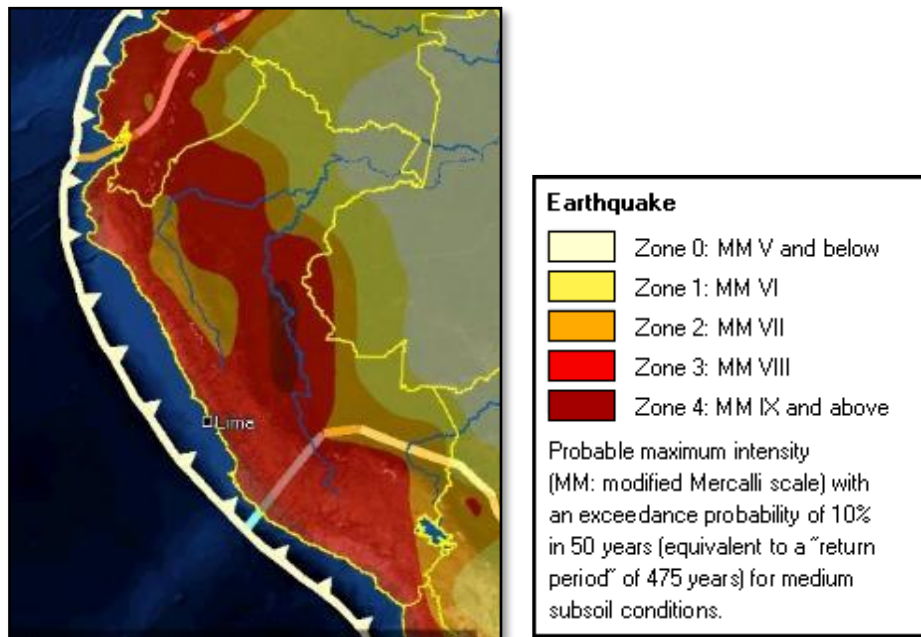 Lima
Earthquake
Zone 0: MM V and below
Zone 1: MM VI
Zone 2: MM VII
Zone 3: MM VIII
Zone 4: MM IX and above
Probable maximum intensity
(MM: modified Mercalli scale) with
an exceedance probability of 10%
in 50 years (equivalent to a "return
period" of 475 years) for medium
subsoil conditions.